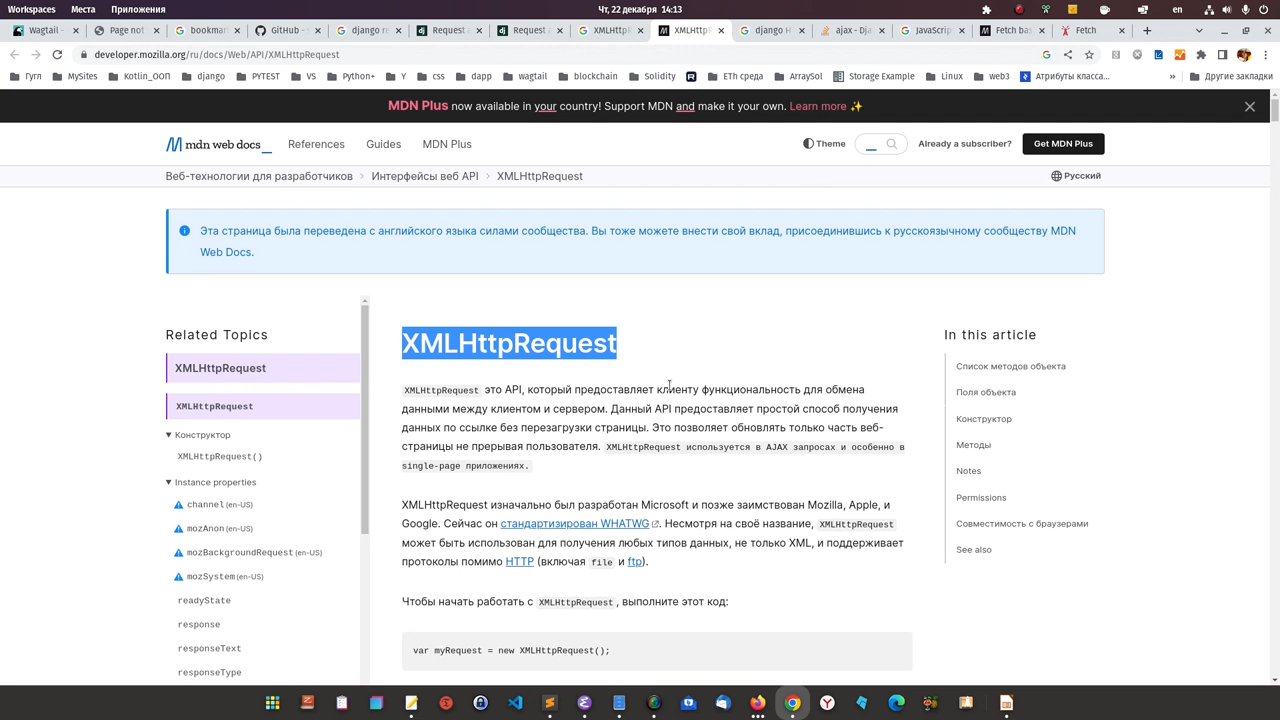 Workspaces Места Приложения Чт, 22 декабря 14:13 en
Wagtail - Page not bookmar GitHub - django re Request a Request a XMLHttpR XMLHttpR django H ajax - Dja JavaScrip Fetch bas Fetch
developer.mozilla.org/ru/docs/Web/API/XMLHttpRequest
Гугл MySites Kotlin_ООП django PYTEST VS Python+ Y css dapp wagtail blockchain Solidity ETh среда ArraySol Storage Example Linux web3 Атрибуты класса... » Другие закладки
MDN Plus now available in your country! Support MDN and make it your own. Learn more ✨
mdn web docs_ References Guides MDN Plus Theme Already a subscriber? Get MDN Plus
Веб-технологии для разработчиков Интерфейсы веб API XMLHttpRequest Русский
Эта страница была переведена с английского языка силами сообщества. Вы тоже можете внести свой вклад, присоединившись к русскоязычному сообществу MDN
Web Docs.
Related Topics
XMLHttpRequest
XMLHttpRequest
Конструктор
XMLHttpRequest()
Instance properties
channel (en-US)
mozAnon (en-US)
mozBackgroundRequest (en-US)
mozSystem (en-US)
readyState
response
responseText
responseType
XMLHttpRequest
XMLHttpRequest это API, который предоставляет клиенту функциональность для обмена
данными между клиентом и сервером. Данный API предоставляет простой способ получения
данных по ссылке без перезагрузки страницы. Это позволяет обновлять только часть веб-
страницы не прерывая пользователя. XMLHttpRequest используется в AJAX запросах и особенно в
single-page приложениях.
XMLHttpRequest изначально был разработан Microsoft и позже заимствован Mozilla, Apple, и
Google. Сейчас он стандартизирован WHATWG. Несмотря на своё название, XMLHttpRequest
может быть использован для получения любых типов данных, не только XML, и поддерживает
протоколы помимо HTTP (включая file и ftp).
Чтобы начать работать с XMLHttpRequest, выполните этот код:
var myRequest = new XMLHttpRequest();
In this article
Список методов объекта
Поля объекта
Конструктор
Методы
Notes
Permissions
Совместимость с браузерами
See also